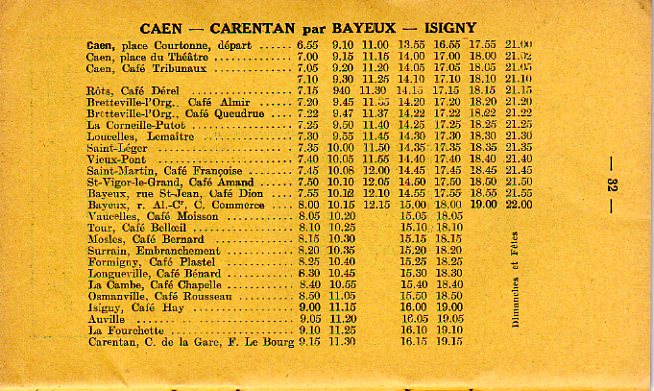 CAEN — CARENTAN par BAYEUX — ISIGNY
Caen, place Courtonne, départ ...... 6.55 9.10 11.00 13.55 16.55 17.55 21.00
Caen, place du Théâtre ............... 7.00 9.15 11.15 14.00 17.00 18.00 21.02
Caen, Café Tribunaux ............... 7.05 9.20 11.20 14.05 17.05 18.05 21.05
7.10 9.30 11.25 14.10 17.10 18.10 21.10
Rôts, Café Dérel ................... 7.15 940 11.30 14.15 17.15 18.15 21.15
Bretteville-l'Org., Café Almir ...... 7.20 9.45 11.35 14.20 17.20 18.20 21.20
Bretteville-l'Org., Café Queudrue ... 7.22 9.47 11.37 14.22 17.22 18.22 21.22
La Corneille-Putot ................. 7.25 9.50 11.40 14.25 17.25 18.25 21.25
Loucelles, Lemaître ................ 7.30 9.55 11.45 14.30 17.30 18.30 21.30
Saint-Léger ........................ 7.35 10.00 11.50 14.35 17.35 18.35 21.35
Vieux-Pont ......................... 7.40 10.05 11.55 14.40 17.40 18.40 21.40
Saint-Martin, Café Françoise ....... 7.45 10.08 12.00 14.45 17.45 18.45 21.45
St-Vigor-le-Grand, Café Amand ...... 7.50 10.10 12.05 14.50 17.50 18.50 21.50
Bayeux, rue St-Jean, Café Dion .... 7.55 10.12 12.10 14.55 17.55 18.55 21.55
Bayeux, r. Al.-Cr, C. Commerce .... 8.00 10.15 12.15 15.00 18.00 19.00 22.00
Vaucelles, Café Moisson ............ 8.05 10.20 15.05 18.05
Tour, Café Bellœil ................. 8.10 10.25 15.10 18.10
Mosles, Café Bernard ............... 8.15 10.30 15.15 18.15
Surrain, Embranchement ............. 8.20 10.35 15.20 18.20
Formigny, Café Plastel ............. 8.25 10.40 15.25 18.25
Longueville, Café Bénard ........... 8.30 10.45 15.30 18.30
La Cambe, Café Chapelle ............ 8.40 10.55 15.40 18.40
Osmanville, Café Rousseau .......... 8.50 11.05 15.50 18.50
Isigny, Café Huy ................... 9.00 11.15 16.00 19.00
Auville ............................ 9.05 11.20 16.05 19.05
La Fourchette ...................... 9.10 11.25 16.10 19.10
Carentan, C. de la Gare, F. Le Bourg 9.15 11.30 16.15 19.15
Dimanches et Fêtes
— 32 —